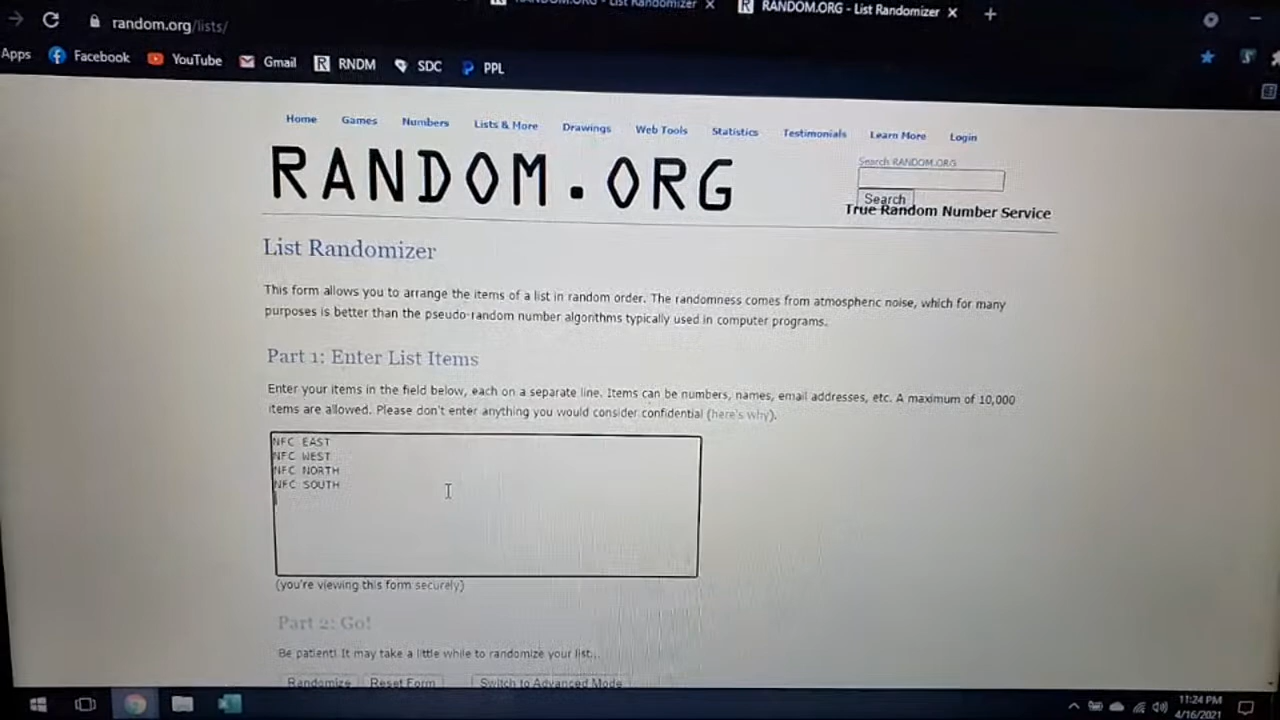 RANDOM.ORG - List Randomizer
RANDOM.ORG - List Randomizer
random.org/lists/
Apps Facebook YouTube Gmail RNDM SDC PPL
Home Games Numbers Lists & More Drawings Web Tools Statistics Testimonials Learn More Login
RANDOM.ORG
Search RANDOM.ORG
Search
True Random Number Service
List Randomizer
This form allows you to arrange the items of a list in random order. The randomness comes from atmospheric noise, which for many
purposes is better than the pseudo-random number algorithms typically used in computer programs.
Part 1: Enter List Items
Enter your items in the field below, each on a separate line. Items can be numbers, names, email addresses, etc. A maximum of 10,000
items are allowed. Please don't enter anything you would consider confidential (here's why).
NFC EAST
NFC WEST
NFC NORTH
NFC SOUTH
(you're viewing this form securely)
Part 2: Go!
Be patient! It may take a little while to randomize your list...
Randomize Reset Form Switch to Advanced Mode
11:24 PM
4/16/2021